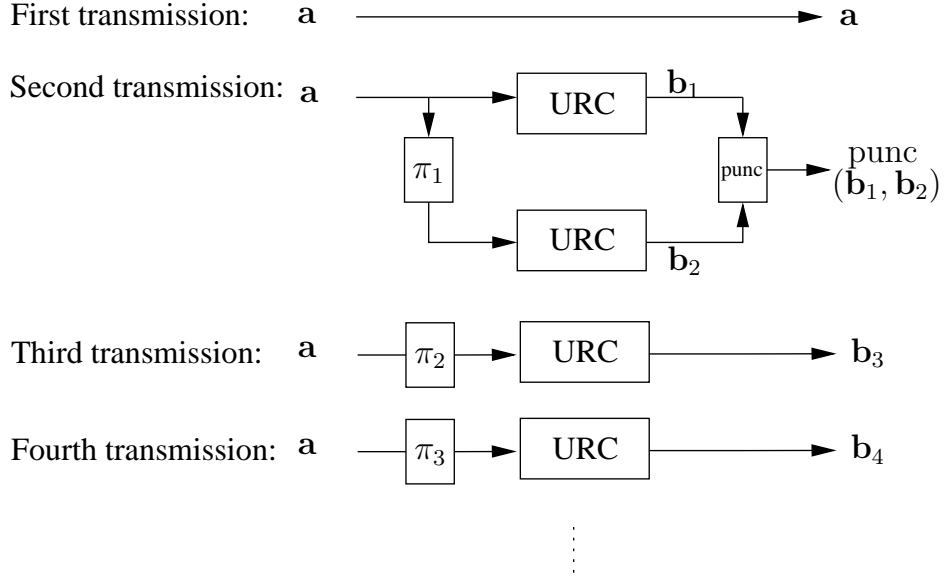 First transmission: a a
Second transmission: a URC b₁
π₁ punc punc
(b₁, b₂)
URC b₂
Third transmission: a π₂ URC b₃
Fourth transmission: a π₃ URC b₄